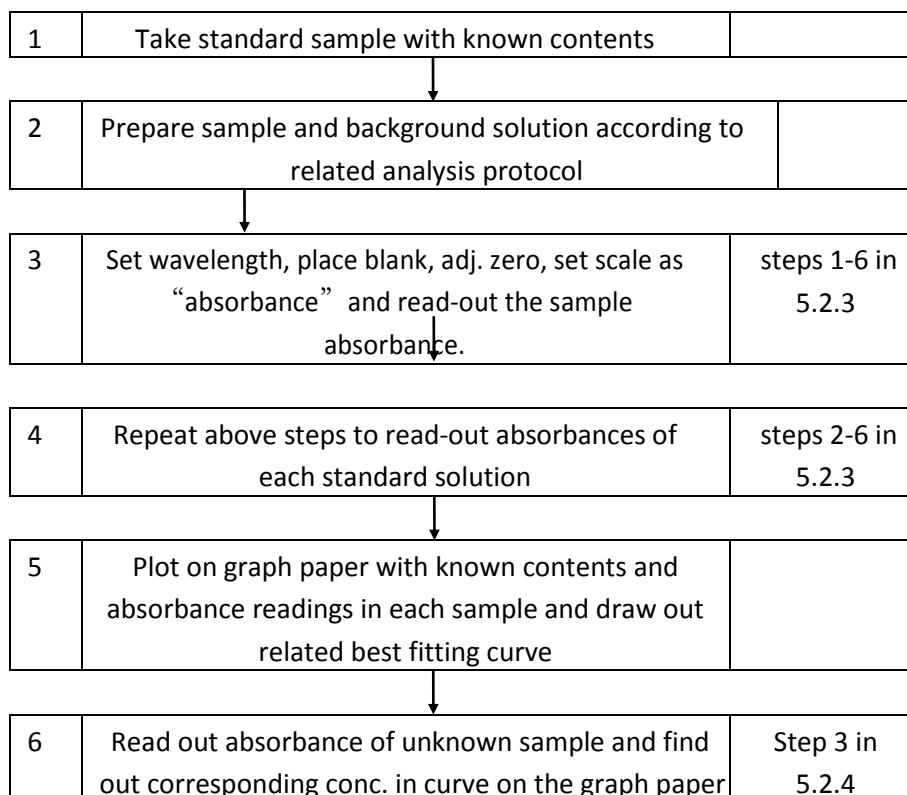 1 Take standard sample with known contents
2 Prepare sample and background solution according to
related analysis protocol
3 Set wavelength, place blank, adj. zero, set scale as steps 1-6 in
“absorbance” and read-out the sample 5.2.3
absorbance.
4 Repeat above steps to read-out absorbances of steps 2-6 in
each standard solution 5.2.3
5 Plot on graph paper with known contents and
absorbance readings in each sample and draw out
related best fitting curve
6 Read out absorbance of unknown sample and find Step 3 in
out corresponding conc. in curve on the graph paper 5.2.4